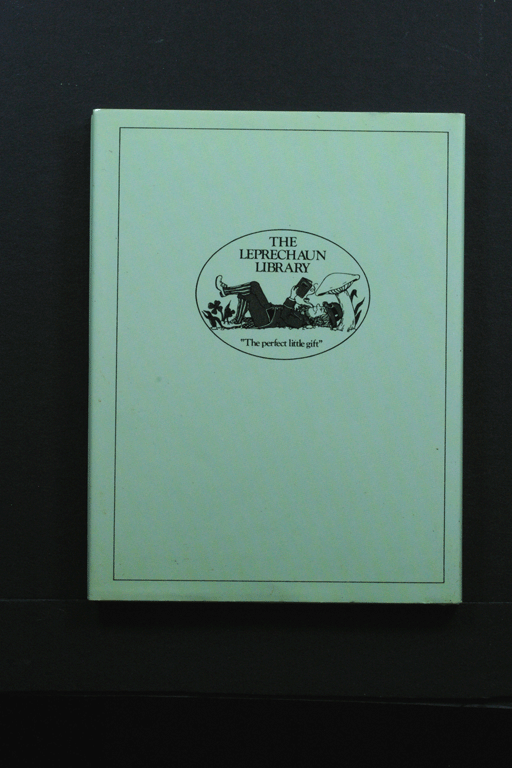 THE
LEPRECHAUN
LIBRARY
"The perfect little gift"